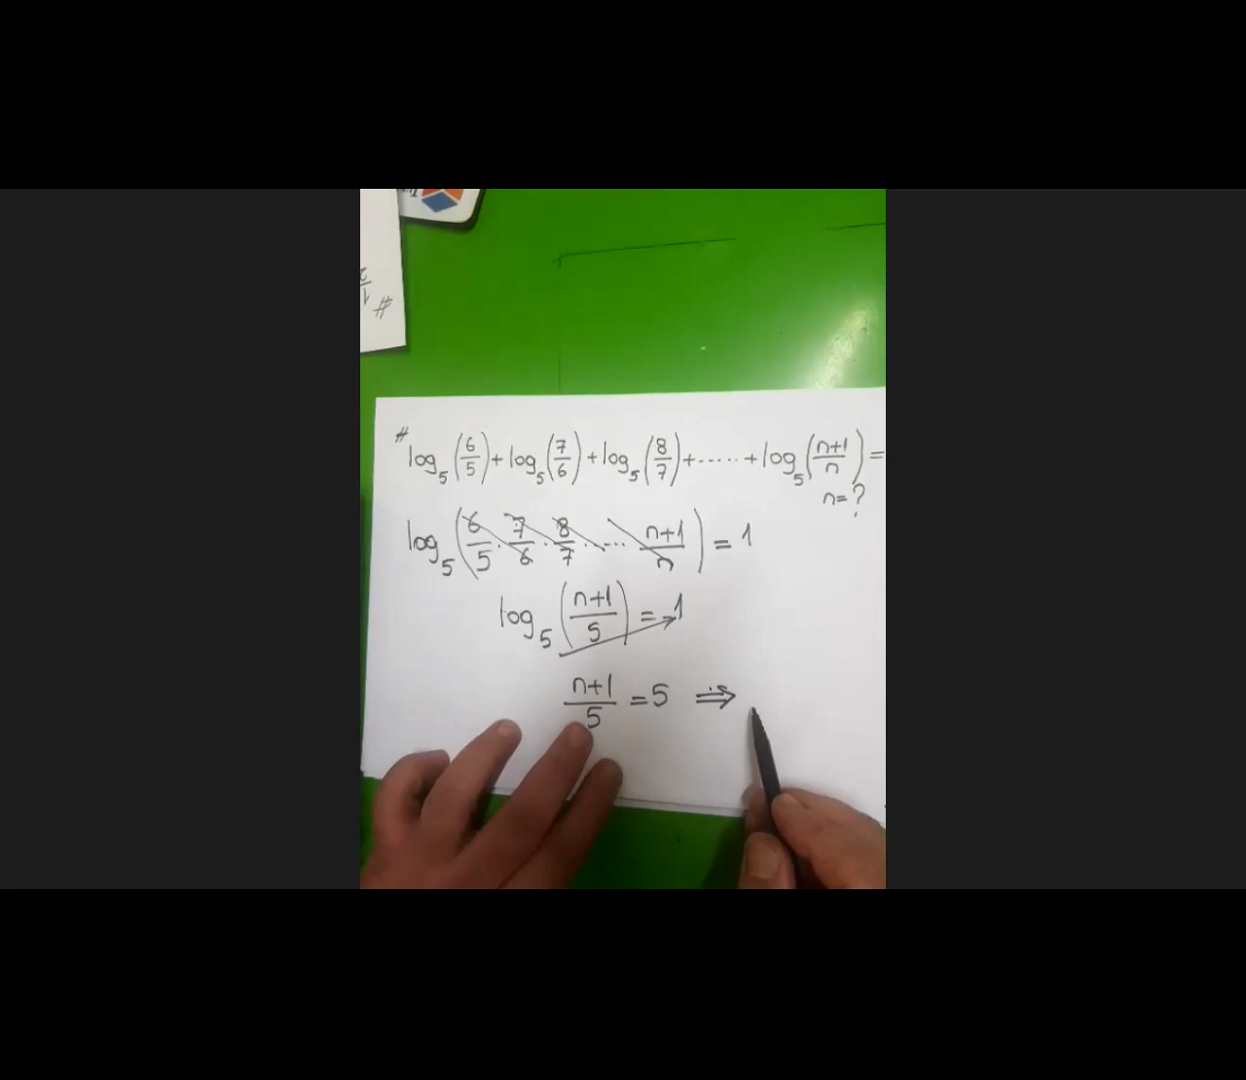 # log₅(6/5) + log₅(7/6) + log₅(8/7) + ...... + log₅((n+1)/n) =
n = ?
log₅(6/5 · 7/6 · 8/7 ····· (n+1)/n) = 1
log₅((n+1)/5) = 1
(n+1)/5 = 5 ⇒